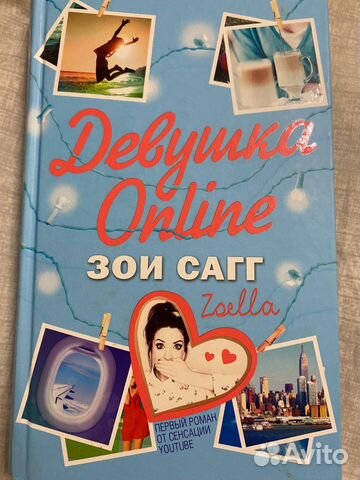 Девушка
Online
ЗОИ САГГ
Zoella
ПЕРВЫЙ РОМАН
ОТ СЕНСАЦИИ
YOUTUBE
Avito